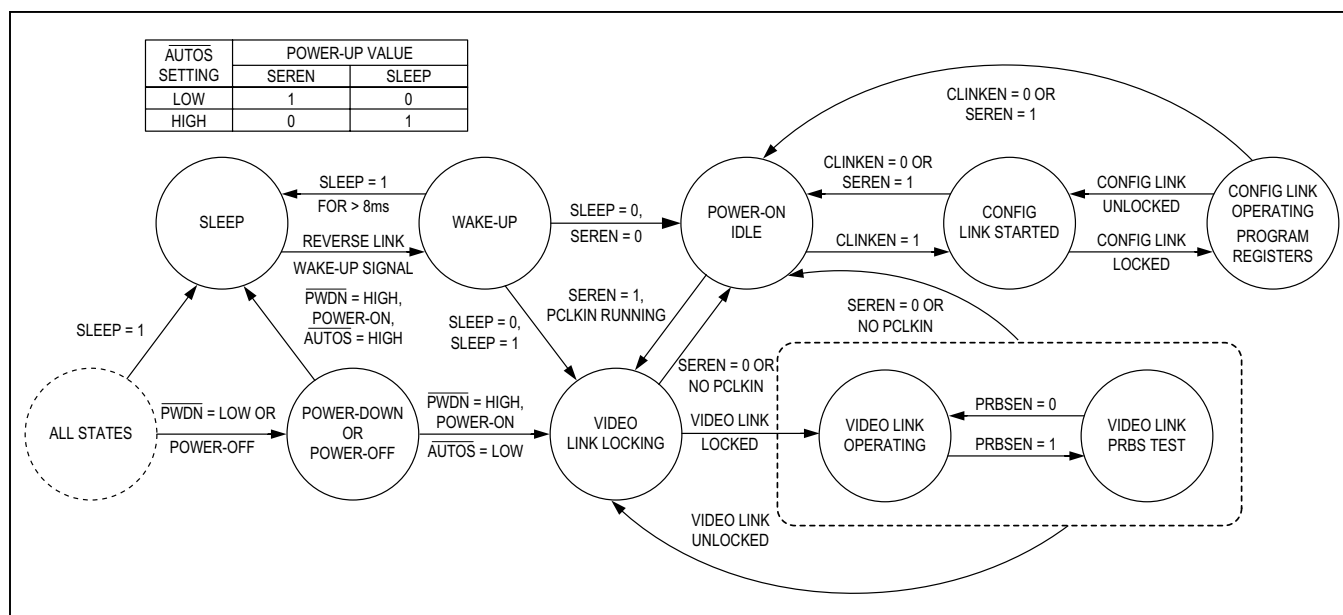 AUTOS
SETTING
POWER-UP VALUE
SEREN
SLEEP
LOW
1
0
HIGH
0
1
CLINKEN = 0 OR
SEREN = 1
SLEEP = 1
FOR > 8ms
SLEEP
REVERSE LINK
WAKE-UP SIGNAL
WAKE-UP
SLEEP = 0,
SEREN = 0
POWER-ON
IDLE
CLINKEN = 0 OR
SEREN = 1
CLINKEN = 1
CONFIG
LINK STARTED
CONFIG LINK
UNLOCKED
CONFIG LINK
LOCKED
CONFIG LINK
OPERATING
PROGRAM
REGISTERS
SLEEP = 1
PWDN = HIGH,
POWER-ON,
AUTOS = HIGH
SLEEP = 0,
SLEEP = 1
SEREN = 1,
PCLKIN RUNNING
SEREN = 0 OR
NO PCLKIN
SEREN = 0 OR
NO PCLKIN
ALL STATES
PWDN = LOW OR
POWER-OFF
POWER-DOWN
OR
POWER-OFF
PWDN = HIGH,
POWER-ON
AUTOS = LOW
VIDEO
LINK LOCKING
VIDEO LINK
LOCKED
VIDEO LINK
OPERATING
PRBSEN = 0
PRBSEN = 1
VIDEO LINK
PRBS TEST
VIDEO LINK
UNLOCKED